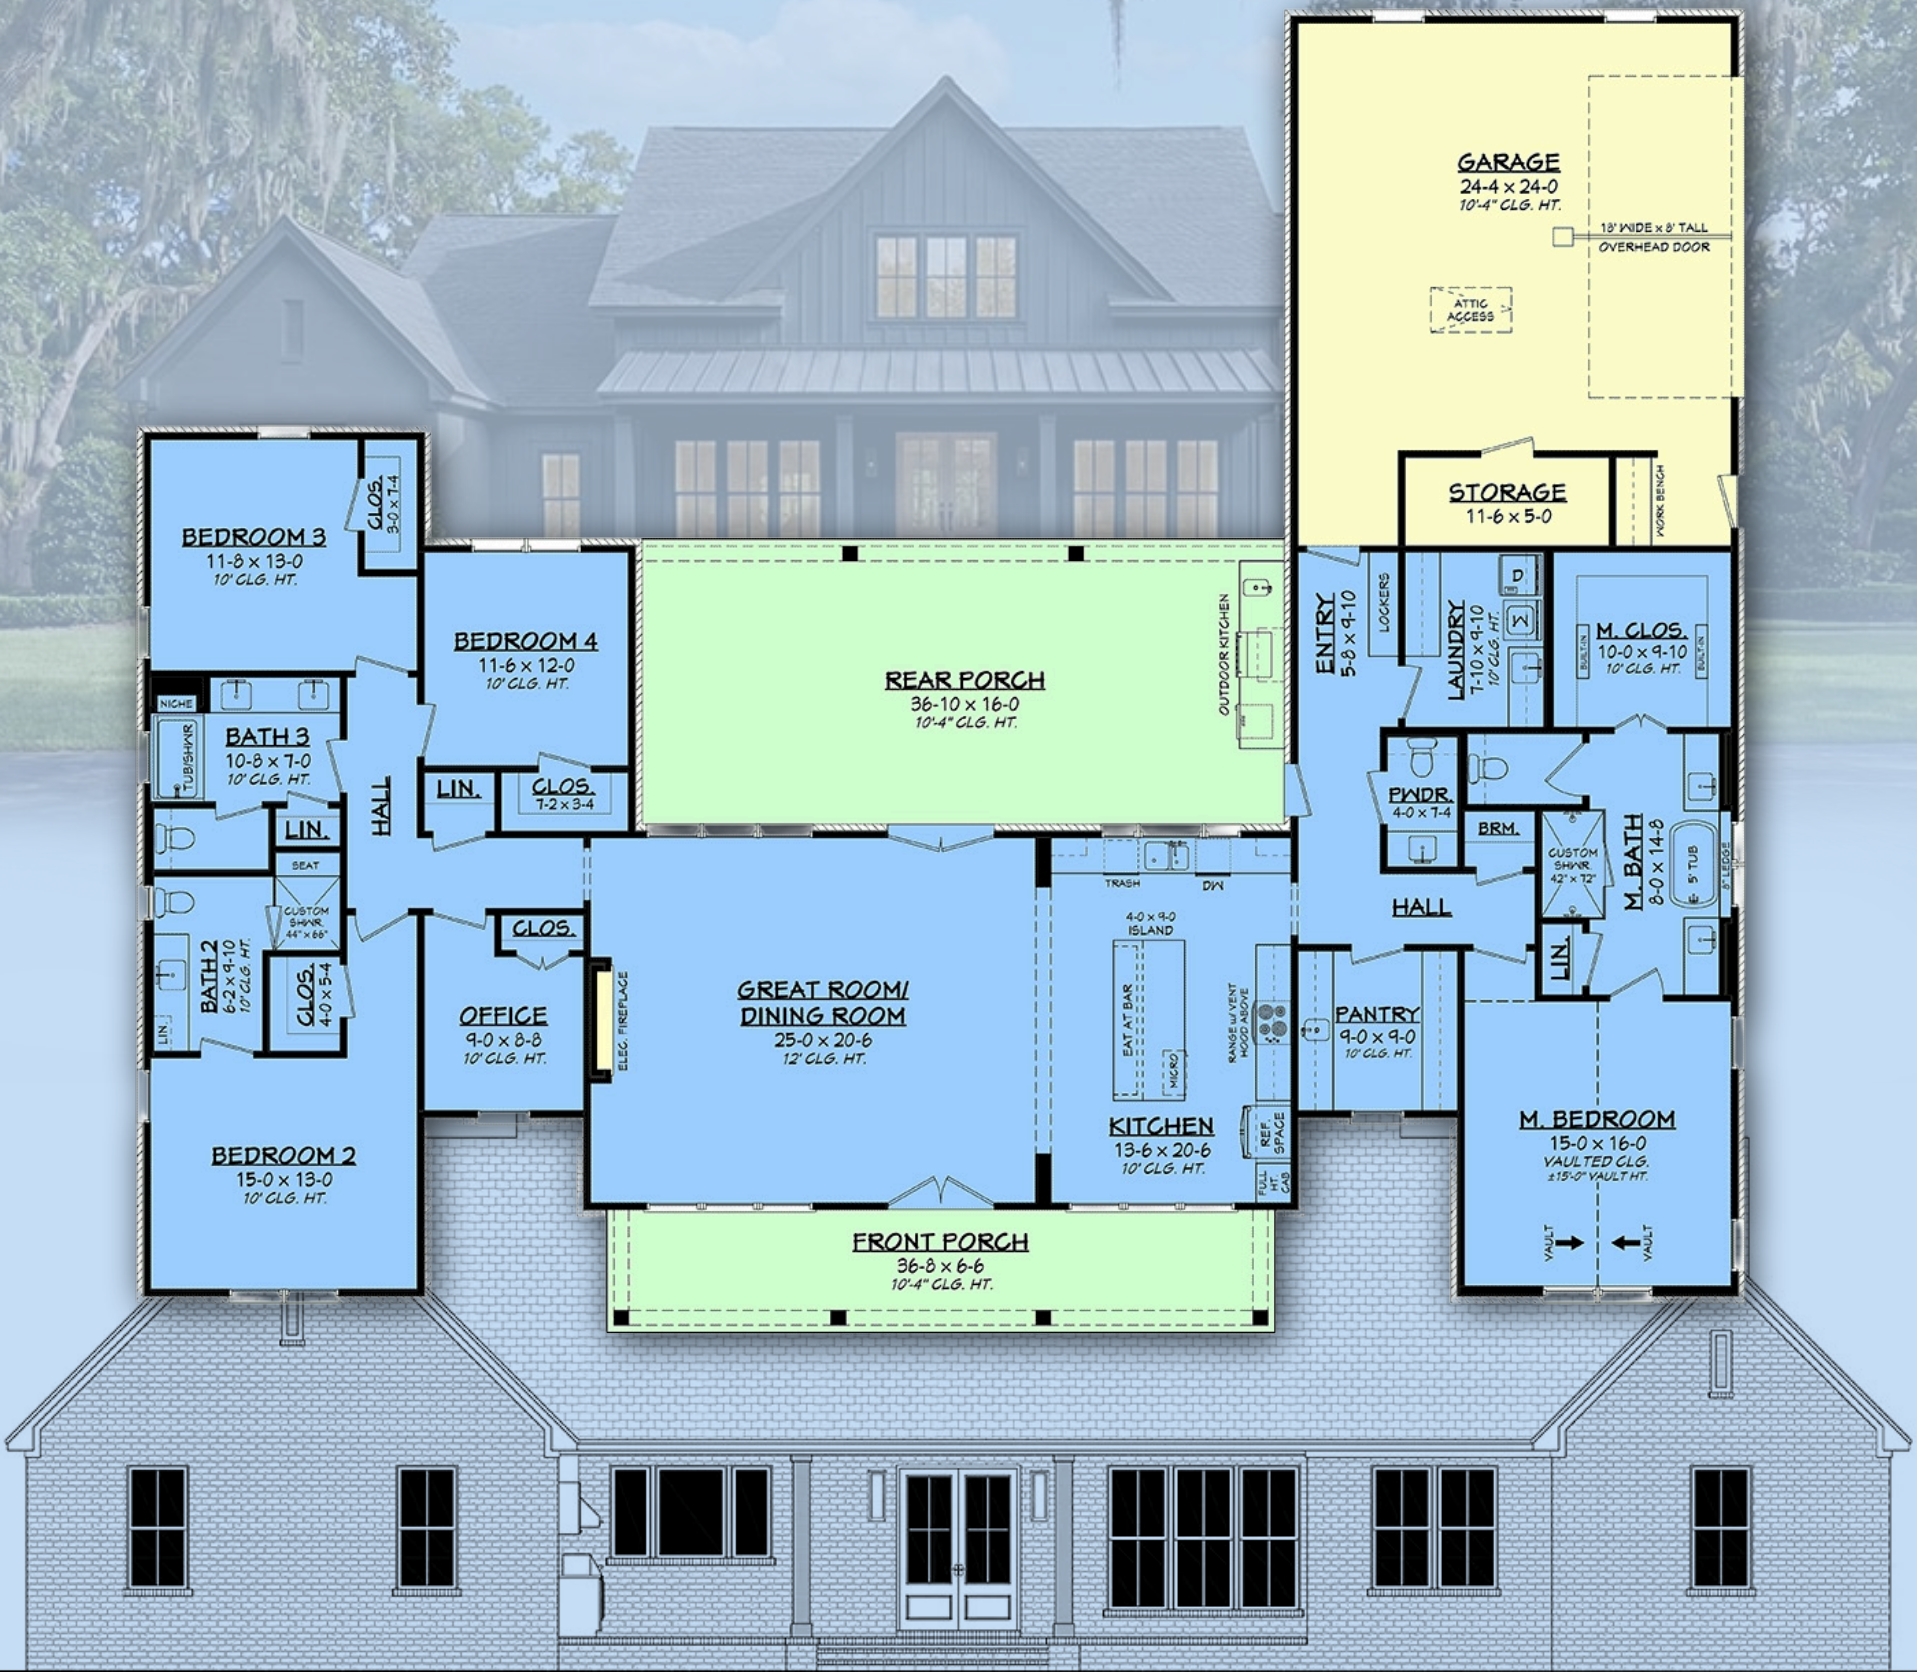 GARAGE
24-4 x 24-0
10'-4" CLG. HT.
18' WIDE x 8' TALL
OVERHEAD DOOR
ATTIC
ACCESS
STORAGE
11-6 x 5-0
WORK BENCH
BEDROOM 3
11-8 x 13-0
10' CLG. HT.
CLOS.
3-0 x 7-4
BEDROOM 4
11-6 x 12-0
10' CLG. HT.
REAR PORCH
36-10 x 16-0
10'-4" CLG. HT.
OUTDOOR KITCHEN
ENTRY
5-8 x 9-10
LOCKERS
LAUNDRY
7-10 x 9-10
10' CLG. HT.
D
W
M. CLOS.
10-0 x 9-10
10' CLG. HT.
BUILT-IN
BUILT-IN
NICHE
TUB/SHWR
BATH 3
10-8 x 7-0
10' CLG. HT.
HALL
LIN.
CLOS.
7-2 x 3-4
LIN.
PWDR.
4-0 x 7-4
BRM.
CUSTOM
SHWR.
42" x 72"
M. BATH
8-0 x 14-8
5' TUB
8" LEDGE
SEAT
CUSTOM
SHWR.
44" x 66"
TRASH
DW
HALL
LIN.
BATH 2
6-2 x 9-10
10' CLG. HT.
LIN.
CLOS.
4-0 x 5-4
CLOS.
OFFICE
9-0 x 8-8
10' CLG. HT.
ELEC. FIREPLACE
GREAT ROOM/
DINING ROOM
25-0 x 20-6
12' CLG. HT.
4-0 x 9-0
ISLAND
EAT AT BAR
MICRO
RANGE w/ VENT
HOOD ABOVE
PANTRY
9-0 x 9-0
10' CLG. HT.
KITCHEN
13-6 x 20-6
10' CLG. HT.
REF.
SPACE
FULL
HT.
CAB
BEDROOM 2
15-0 x 13-0
10' CLG. HT.
M. BEDROOM
15-0 x 16-0
VAULTED CLG.
±15'-0" VAULT HT.
VAULT
VAULT
FRONT PORCH
36-8 x 6-6
10'-4" CLG. HT.